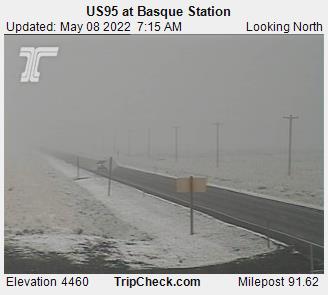 US95 at Basque Station
Updated: May 08 2022 7:15 AM Looking North
Elevation 4460 TripCheck.com Milepost 91.62